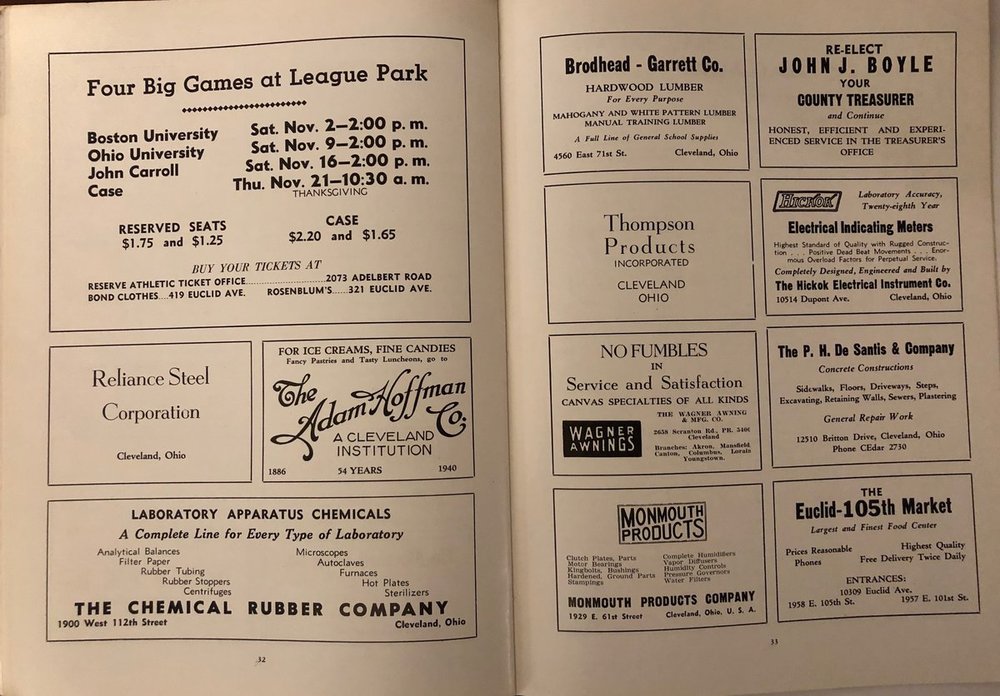 Four Big Games at League Park
Boston University Sat. Nov. 2—2:00 p. m.
Ohio University Sat. Nov. 9—2:00 p. m.
John Carroll Sat. Nov. 16—2:00 p. m.
Case Thu. Nov. 21—10:30 a. m.
THANKSGIVING
RESERVED SEATS
$1.75 and $1.25
CASE
$2.20 and $1.65
BUY YOUR TICKETS AT
RESERVE ATHLETIC TICKET OFFICE..........................2073 ADELBERT ROAD
BOND CLOTHES....419 EUCLID AVE. ROSENBLUM'S.....321 EUCLID AVE.
Reliance Steel
Corporation
Cleveland, Ohio
FOR ICE CREAMS, FINE CANDIES
Fancy Pastries and Tasty Luncheons, go to
The
Adam Hoffman
Co.
A CLEVELAND
INSTITUTION
1886 54 YEARS 1940
LABORATORY APPARATUS CHEMICALS
A Complete Line for Every Type of Laboratory
Analytical Balances
Filter Paper
Rubber Tubing
Rubber Stoppers
Centrifuges
Microscopes
Autoclaves
Furnaces
Hot Plates
Sterilizers
THE CHEMICAL RUBBER COMPANY
1900 West 112th Street Cleveland, Ohio
32
Brodhead - Garrett Co.
HARDWOOD LUMBER
For Every Purpose
MAHOGANY AND WHITE PATTERN LUMBER
MANUAL TRAINING LUMBER
A Full Line of General School Supplies
4560 East 71st St. Cleveland, Ohio
RE-ELECT
JOHN J. BOYLE
YOUR
COUNTY TREASURER
and Continue
HONEST, EFFICIENT AND EXPERI-
ENCED SERVICE IN THE TREASURER'S
OFFICE
Thompson
Products
INCORPORATED
CLEVELAND
OHIO
HICKOK
Laboratory Accuracy,
Twenty-eighth Year
Electrical Indicating Meters
Highest Standard of Quality with Rugged Construc-
tion . . . Positive Dead Beat Movements . . . Enor-
mous Overload Factors for Perpetual Service.
Completely Designed, Engineered and Built by
The Hickok Electrical Instrument Co.
10514 Dupont Ave. Cleveland, Ohio
NO FUMBLES
IN
Service and Satisfaction
CANVAS SPECIALTIES OF ALL KINDS
WAGNER
AWNINGS
THE WAGNER AWNING
& MFG. CO.
2658 Scranton Rd., PR. 3400
Cleveland
Branches: Akron, Mansfield,
Canton, Columbus, Lorain
Youngstown.
The P. H. De Santis & Company
Concrete Constructions
Sidewalks, Floors, Driveways, Steps,
Excavating, Retaining Walls, Sewers, Plastering
General Repair Work
12510 Britton Drive, Cleveland, Ohio
Phone CEdar 2730
MONMOUTH
PRODUCTS
Clutch Plates, Parts
Motor Bearings
Kingbolts, Bushings
Hardened, Ground Parts
Stampings
Complete Humidifiers
Vapor Diffusers
Humidity Controls
Pressure Governors
Water Filters
MONMOUTH PRODUCTS COMPANY
1929 E. 61st Street Cleveland, Ohio, U. S. A.
THE
Euclid-105th Market
Largest and Finest Food Center
Prices Reasonable Highest Quality
Phones Free Delivery Twice Daily
ENTRANCES:
10309 Euclid Ave.
1958 E. 105th St. 1957 E. 101st St.
33